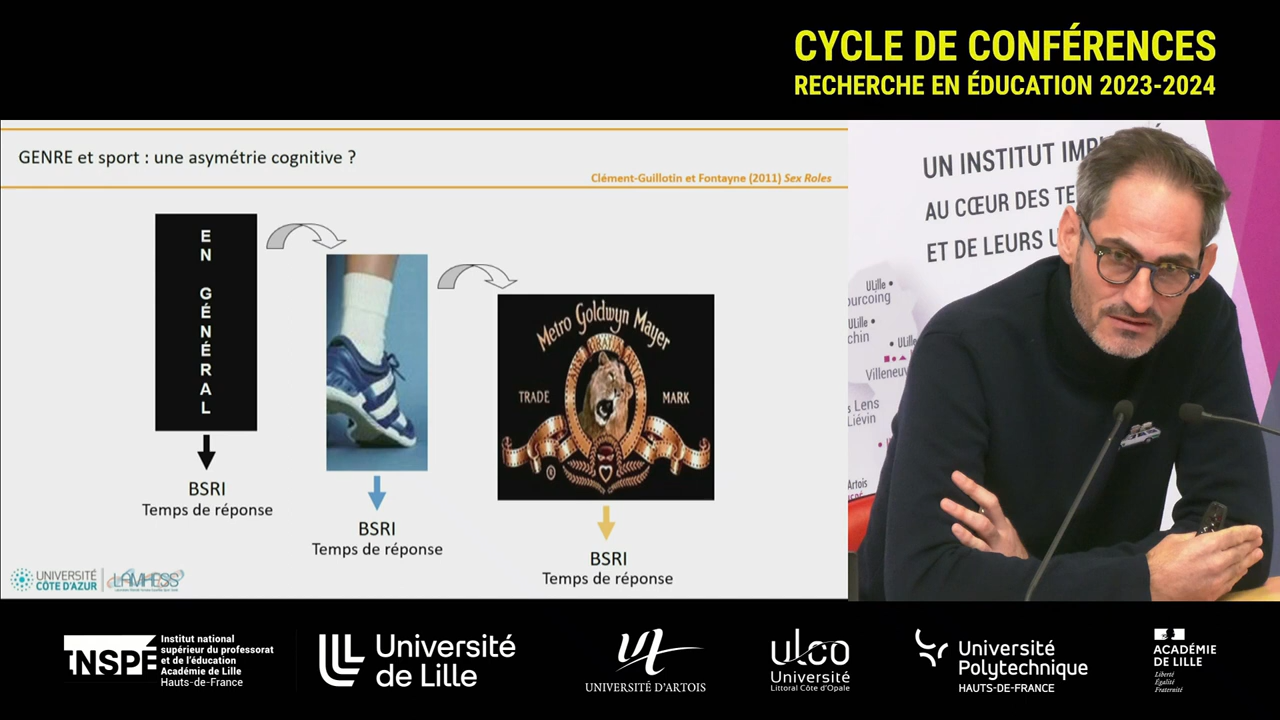 CYCLE DE CONFÉRENCES
RECHERCHE EN ÉDUCATION 2023-2024
GENRE et sport : une asymétrie cognitive ?
Clément-Guillotin et Fontayne (2011) Sex Roles
EN
GÉNÉRAL
Metro Goldwyn Mayer
ARS GRATIA ARTIS
TRADE
MARK
BSRI
Temps de réponse
BSRI
Temps de réponse
BSRI
Temps de réponse
UNIVERSITÉ
CÔTE D'AZUR
LAMHESS
UN INSTITUT
AU CŒUR DES
ET DE LEURS
ULille
ourcoing
ULille
chin
ULille
Villeneuv
Lens
Liévin
Artois
INSPÉ
Institut national
supérieur du professorat
et de l'éducation
Académie de Lille
Hauts-de-France
Université
de Lille
UNIVERSITÉ D'ARTOIS
ulco
Université
Littoral Côte d'Opale
Université
Polytechnique
HAUTS-DE-FRANCE
ACADÉMIE
DE LILLE
Liberté
Égalité
Fraternité